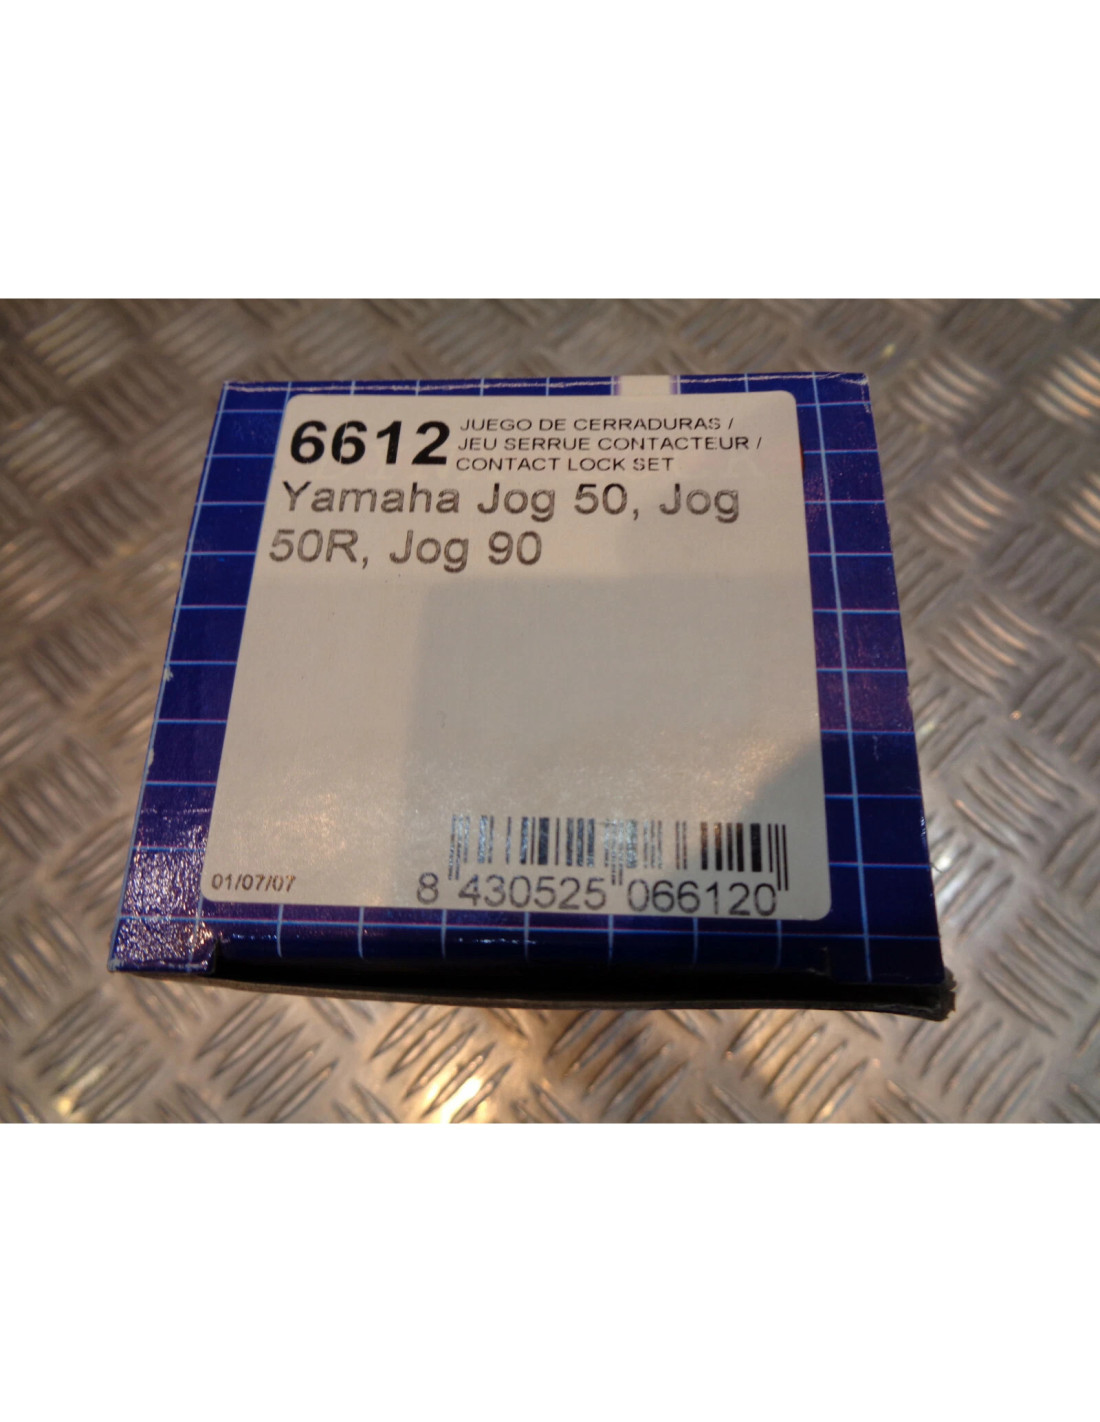 6612 JUEGO DE CERRADURAS /
JEU SERRUE CONTACTEUR /
CONTACT LOCK SET
Yamaha Jog 50, Jog
50R, Jog 90
01/07/07
8 430525 066120